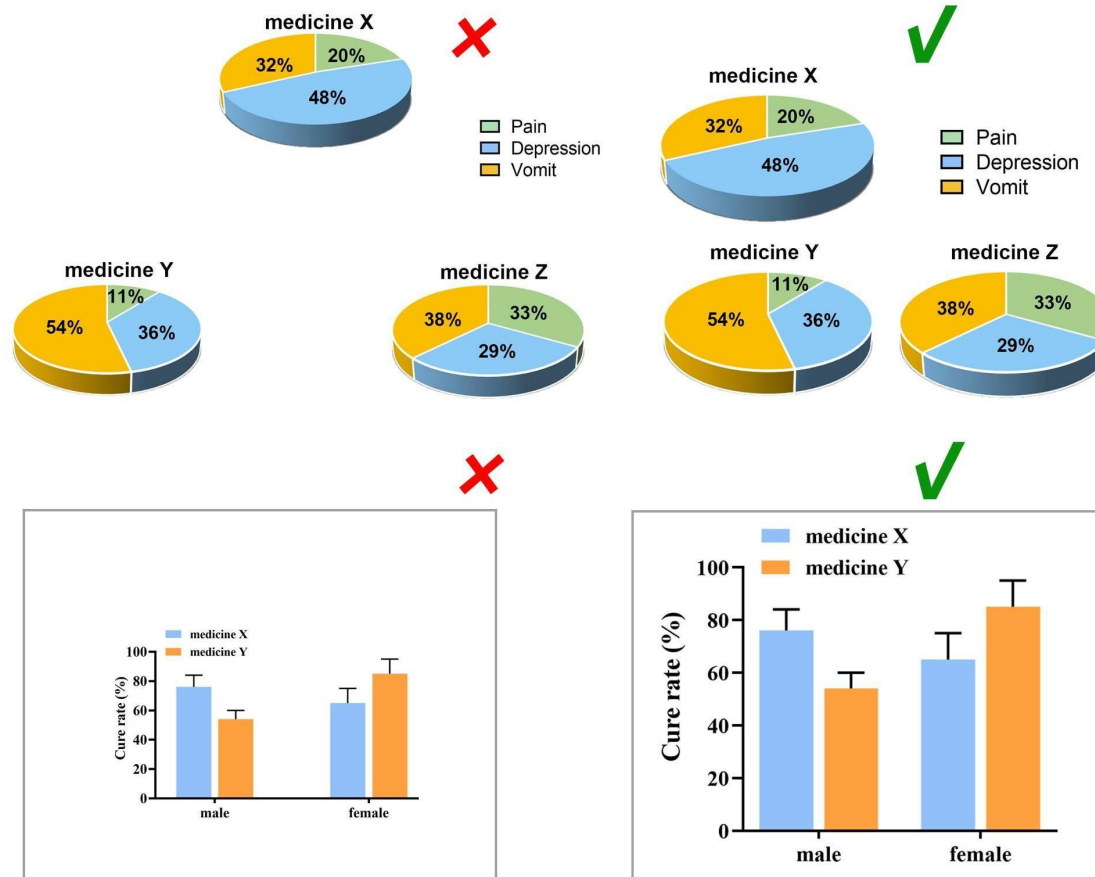 medicine X
32%
20%
48%
Pain
Depression
Vomit
medicine Y
11%
54%
36%
medicine Z
38%
33%
29%
medicine X
32%
20%
48%
Pain
Depression
Vomit
medicine Y
11%
54%
36%
medicine Z
38%
33%
29%
medicine X
medicine Y
Cure rate (%)
100
80
60
40
20
0
male
female
medicine X
medicine Y
Cure rate (%)
100
80
60
40
20
0
male
female